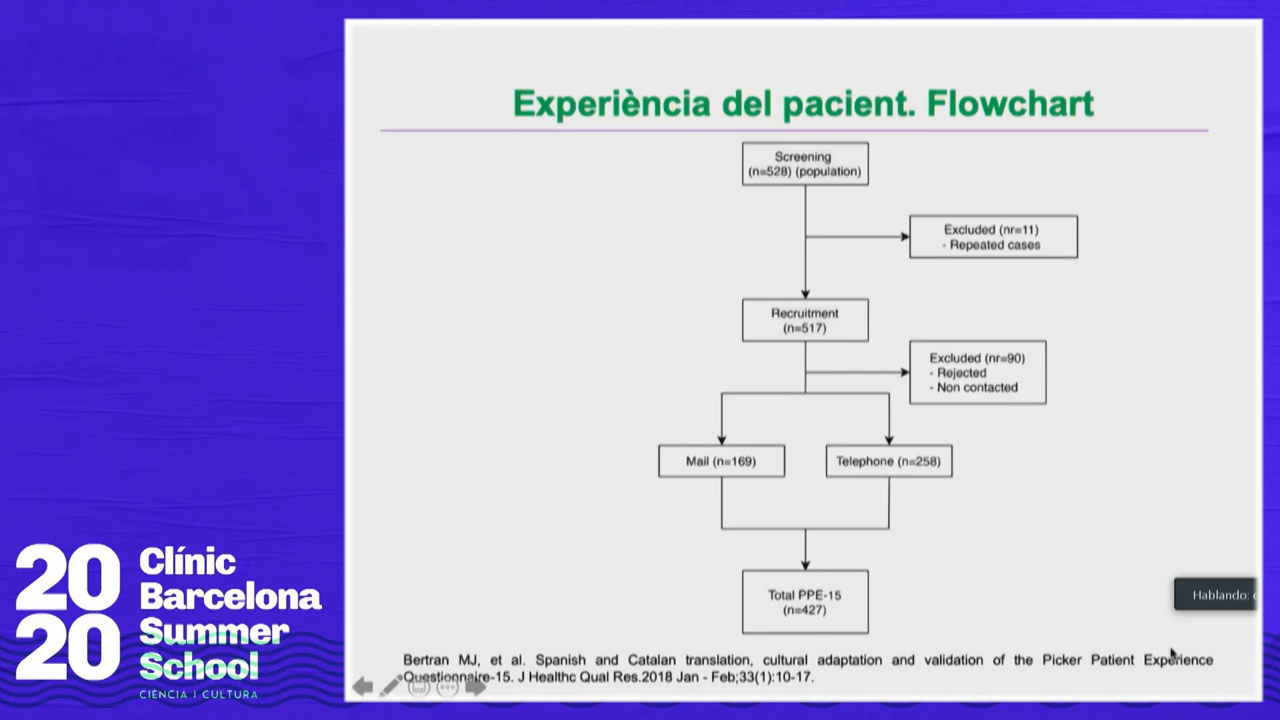 Experiència del pacient. Flowchart
Screening
(n=528) (population)
Excluded (nr=11)
- Repeated cases
Recruitment
(n=517)
Excluded (nr=90)
- Rejected
- Non contacted
Mail (n=169)
Telephone (n=258)
Total PPE-15
(n=427)
Hablando:
Bertran MJ, et al. Spanish and Catalan translation, cultural adaptation and validation of the Picker Patient Experience
Questionnaire-15. J Healthc Qual Res.2018 Jan - Feb;33(1):10-17.
20
20
Clínic
Barcelona
Summer
School
CIÈNCIA I CULTURA